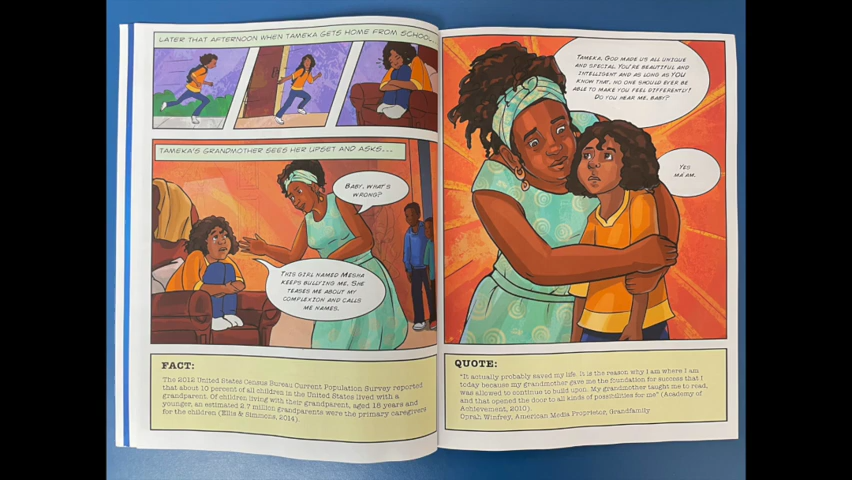 LATER THAT AFTERNOON WHEN TAMEKA GETS HOME FROM SCHOOL
TAMEKA'S GRANDMOTHER SEES HER UPSET AND ASKS...
BABY, WHAT'S
WRONG?
THIS GIRL NAMED MESHA
KEEPS BULLYING ME. SHE
TEASES ME ABOUT MY
COMPLEXION AND CALLS
ME NAMES.
FACT:
The 2012 United States Census Bureau Current Population Survey reported
that about 10 percent of all children in the United States lived with a
grandparent. Of children living with their grandparent, aged 18 years and
younger, an estimated 2.7 million grandparents were the primary caregivers
for the children (Ellis & Simmons, 2014).
TAMEKA, GOD MADE US ALL UNIQUE
AND SPECIAL. YOU'RE BEAUTIFUL AND
INTELLIGENT AND AS LONG AS YOU
KNOW THAT, NO ONE SHOULD EVER BE
ABLE TO MAKE YOU FEEL DIFFERENTLY!
DO YOU HEAR ME, BABY?
YES
MA'AM.
QUOTE:
"It actually probably saved my life. It is the reason why I am where I am
today because my grandmother gave me the foundation for success that I
was allowed to continue to build upon. My grandmother taught me to read,
and that opened the door to all kinds of possibilities for me" (Academy of
Achievement, 2010).
Oprah Winfrey, American Media Proprietor, Grandfamily